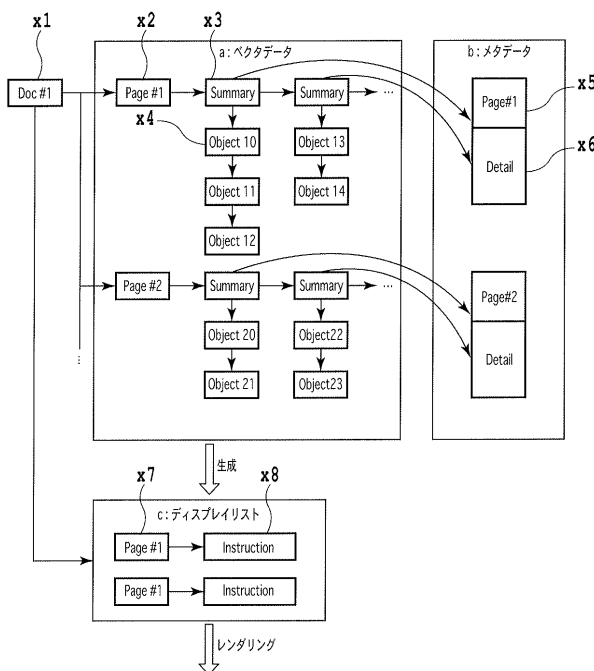 x1
x2
x3
a:ベクタデータ
b:メタデータ
Doc #1
Page #1
Summary
Summary
...
Page#1
x5
x4
Object 10
Object 13
Detail
x6
Object 11
Object 14
Object 12
Page #2
Summary
Summary
...
Page#2
Object 20
Object22
Detail
...
Object 21
Object23
生成
x7
x8
c:ディスプレイリスト
Page #1
Instruction
Page #1
Instruction
レンダリング